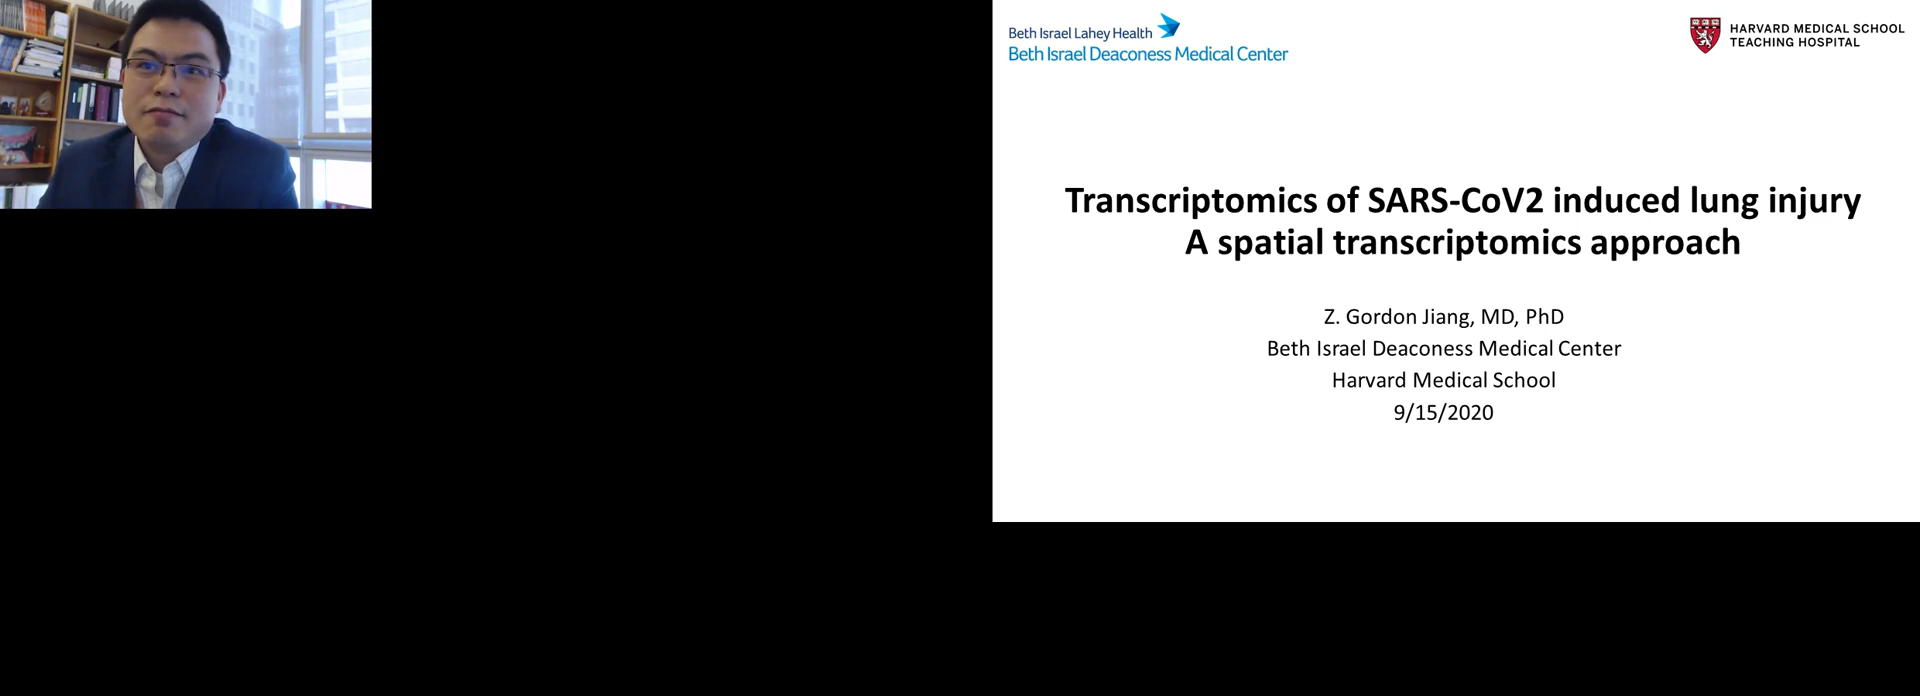 Beth Israel Lahey Health
Beth Israel Deaconess Medical Center
HARVARD MEDICAL SCHOOL
TEACHING HOSPITAL
Transcriptomics of SARS-CoV2 induced lung injury
A spatial transcriptomics approach
Z. Gordon Jiang, MD, PhD
Beth Israel Deaconess Medical Center
Harvard Medical School
9/15/2020